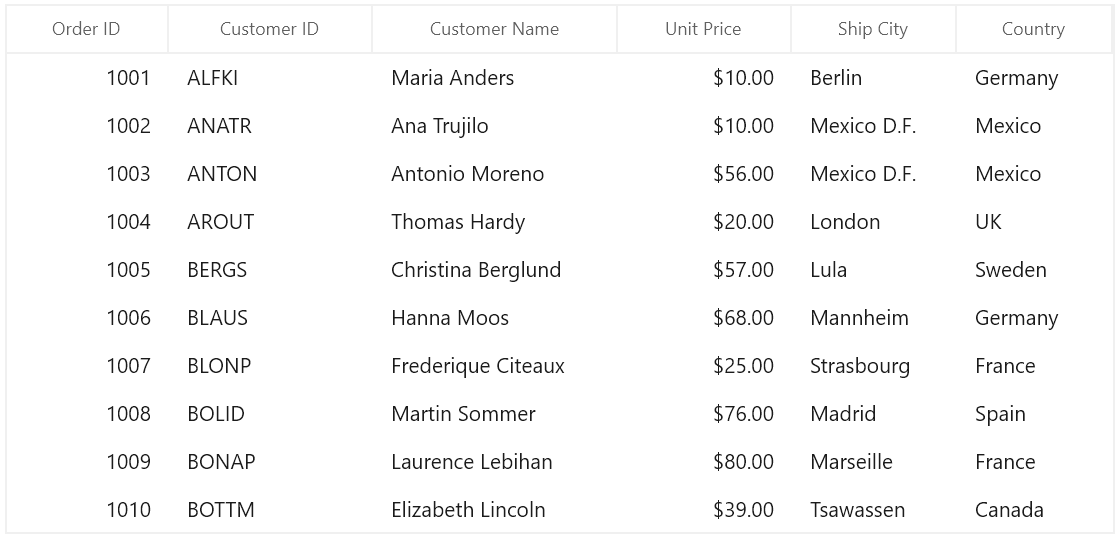 Order ID Customer ID Customer Name Unit Price Ship City Country
1001 ALFKI Maria Anders $10.00 Berlin Germany
1002 ANATR Ana Trujilo $10.00 Mexico D.F. Mexico
1003 ANTON Antonio Moreno $56.00 Mexico D.F. Mexico
1004 AROUT Thomas Hardy $20.00 London UK
1005 BERGS Christina Berglund $57.00 Lula Sweden
1006 BLAUS Hanna Moos $68.00 Mannheim Germany
1007 BLONP Frederique Citeaux $25.00 Strasbourg France
1008 BOLID Martin Sommer $76.00 Madrid Spain
1009 BONAP Laurence Lebihan $80.00 Marseille France
1010 BOTTM Elizabeth Lincoln $39.00 Tsawassen Canada